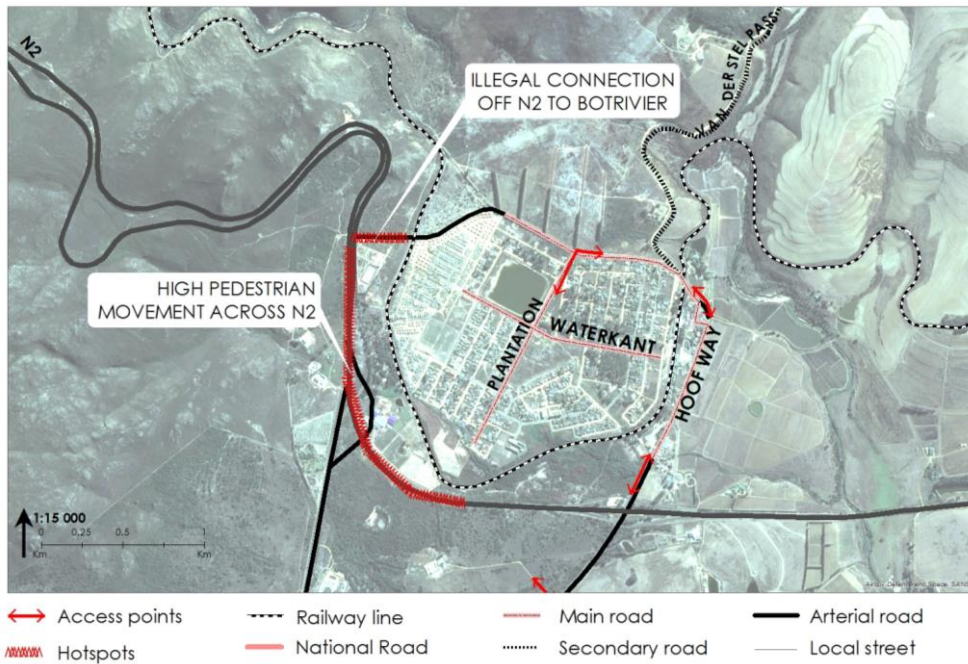 N2
ILLEGAL CONNECTION
OFF N2 TO BOTRIVIER
VAN DER STEL PASS
HIGH PEDESTRIAN
MOVEMENT ACROSS N2
PLANTATION
WATERKANT
HOOF WAY
1:15 000
0 0,25 0,5 1
Km Km
Access points
Railway line
Main road
Arterial road
Hotspots
National Road
Secondary road
Local street